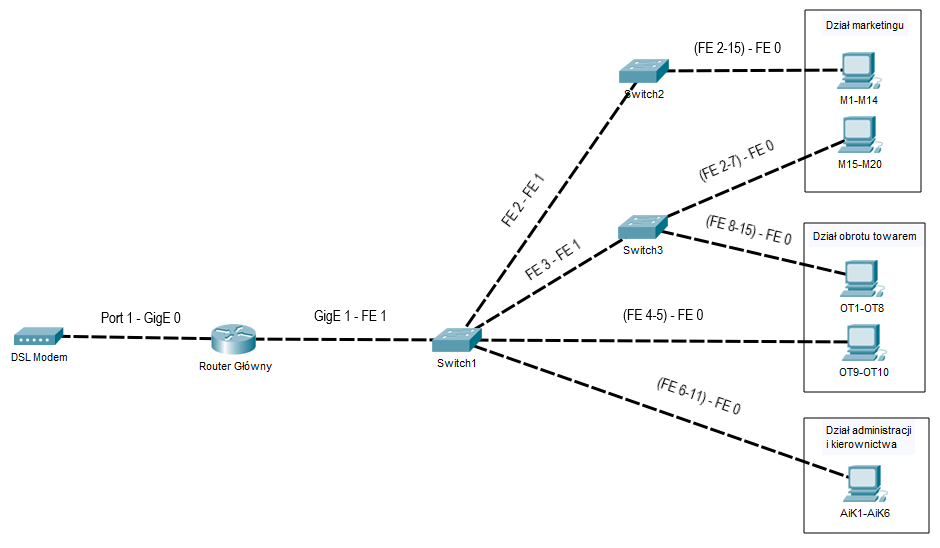 Dział marketingu
(FE 2-15) - FE 0
Switch2
M1-M14
(FE 2-7) - FE 0
M15-M20
FE 2 - FE 1
(FE 8-15) - FE 0
Dział obrotu towarem
Switch3
FE 3 - FE 1
OT1-OT8
Port 1 - GigE 0
GigE 1 - FE 1
(FE 4-5) - FE 0
DSL Modem
Router Główny
Switch1
OT9-OT10
(FE 6-11) - FE 0
Dział administracji
i kierownictwa
AiK1-AiK6